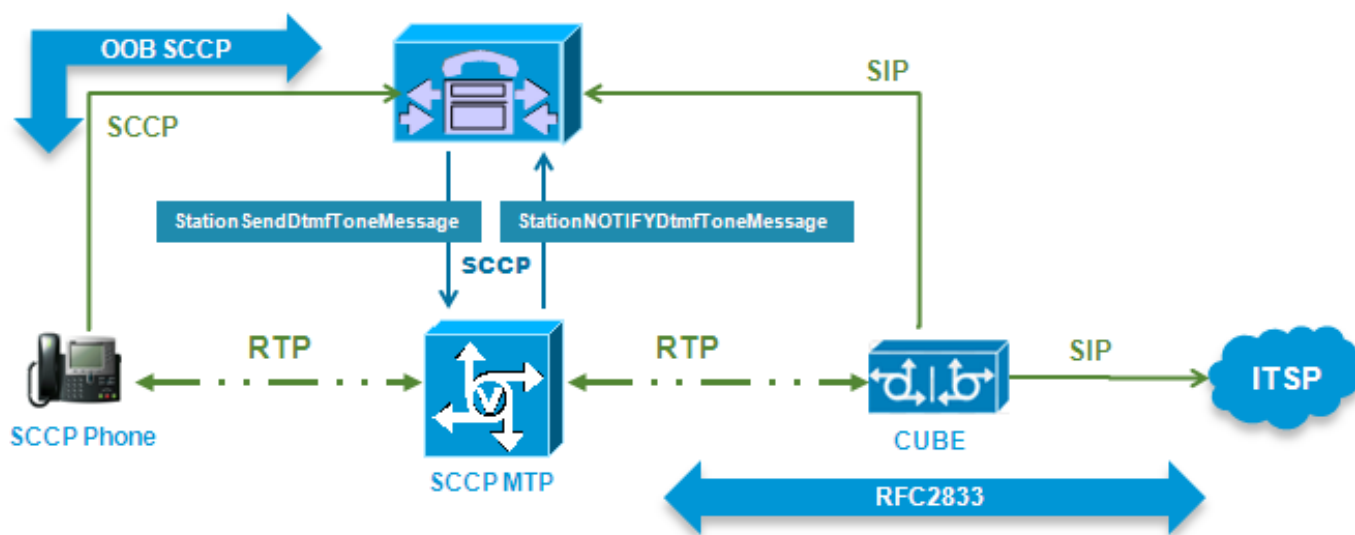 OOB SCCP
SIP
SCCP
StationSendDtmfToneMessage
StationNOTIFYDtmfToneMessage
SCCP
RTP
RTP
SIP
ITSP
V
SCCP Phone
CUBE
SCCP MTP
RFC2833